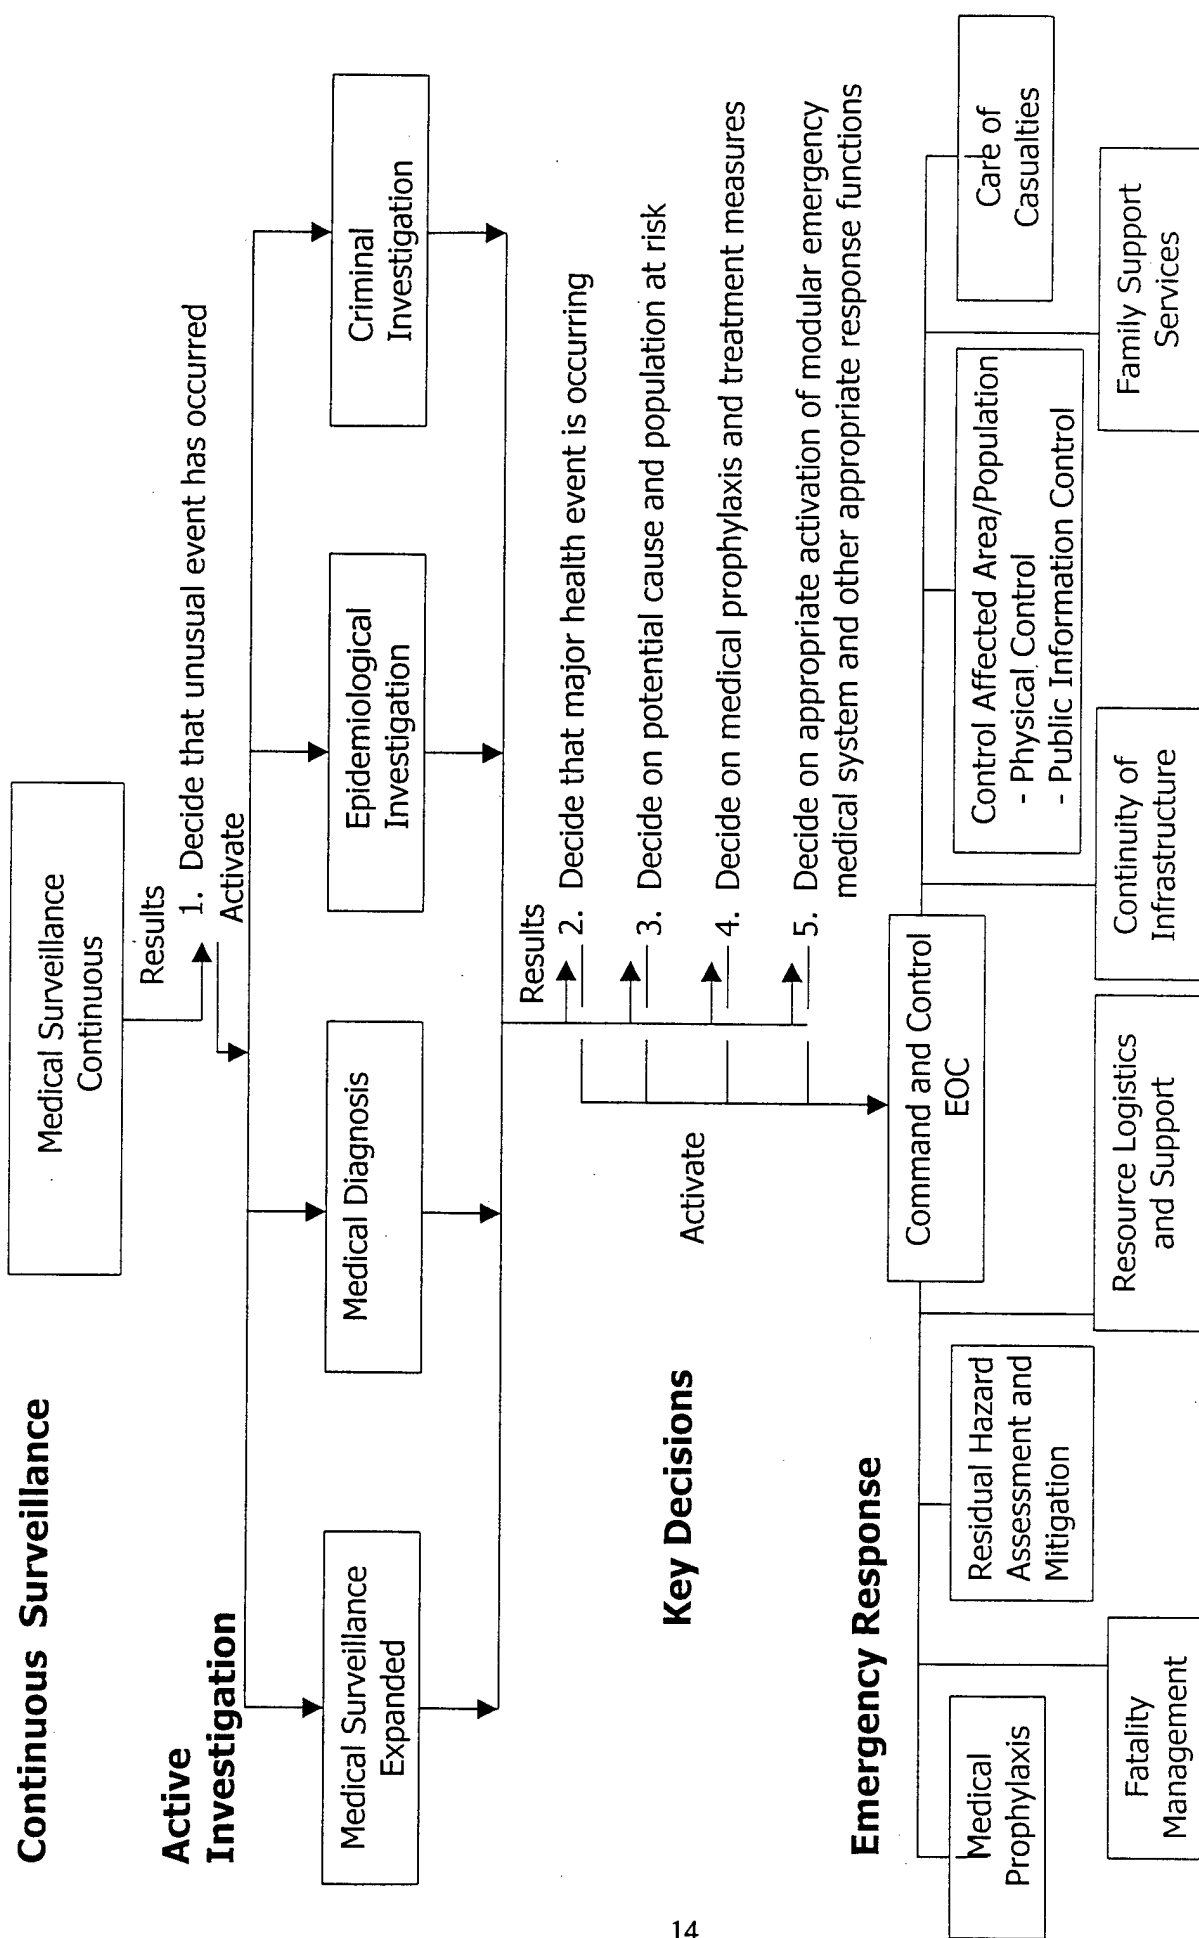 Continuous Surveillance
Medical Surveillance
Continuous
Results
1. Decide that unusual event has occurred
Activate
Active
Investigation
Medical Surveillance
Expanded
Medical Diagnosis
Epidemiological
Investigation
Criminal
Investigation
Results
2. Decide that major health event is occurring
3. Decide on potential cause and population at risk
Key Decisions
4. Decide on medical prophylaxis and treatment measures
Activate
5. Decide on appropriate activation of modular emergency
medical system and other appropriate response functions
Emergency Response
Command and Control
EOC
Medical
Prophylaxis
Residual Hazard
Assessment and
Mitigation
Control Affected Area/Population
- Physical Control
- Public Information Control
Care of
Casualties
Fatality
Management
Resource Logistics
and Support
Continuity of
Infrastructure
Family Support
Services
14